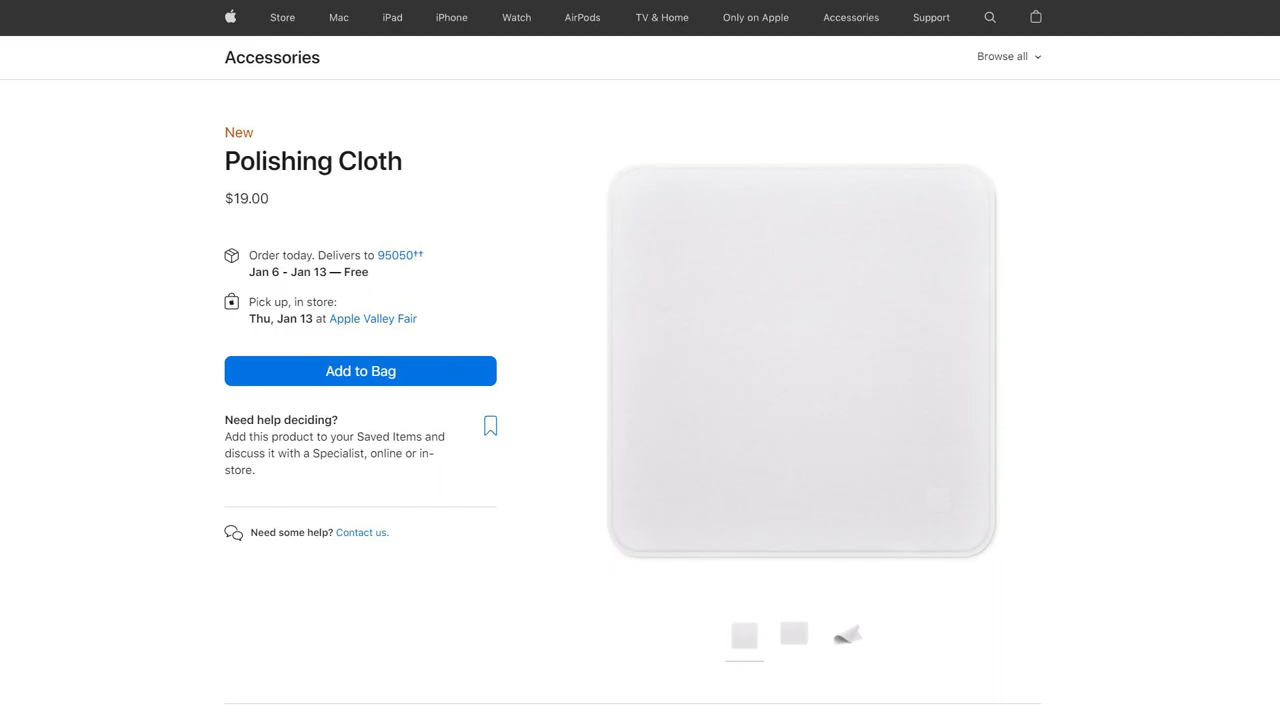 Store Mac iPad iPhone Watch AirPods TV & Home Only on Apple Accessories Support
Accessories Browse all
New
Polishing Cloth
$19.00
Order today. Delivers to 95050††
Jan 6 - Jan 13 — Free
Pick up, in store:
Thu, Jan 13 at Apple Valley Fair
Add to Bag
Need help deciding?
Add this product to your Saved Items and
discuss it with a Specialist, online or in-
store.
Need some help? Contact us.